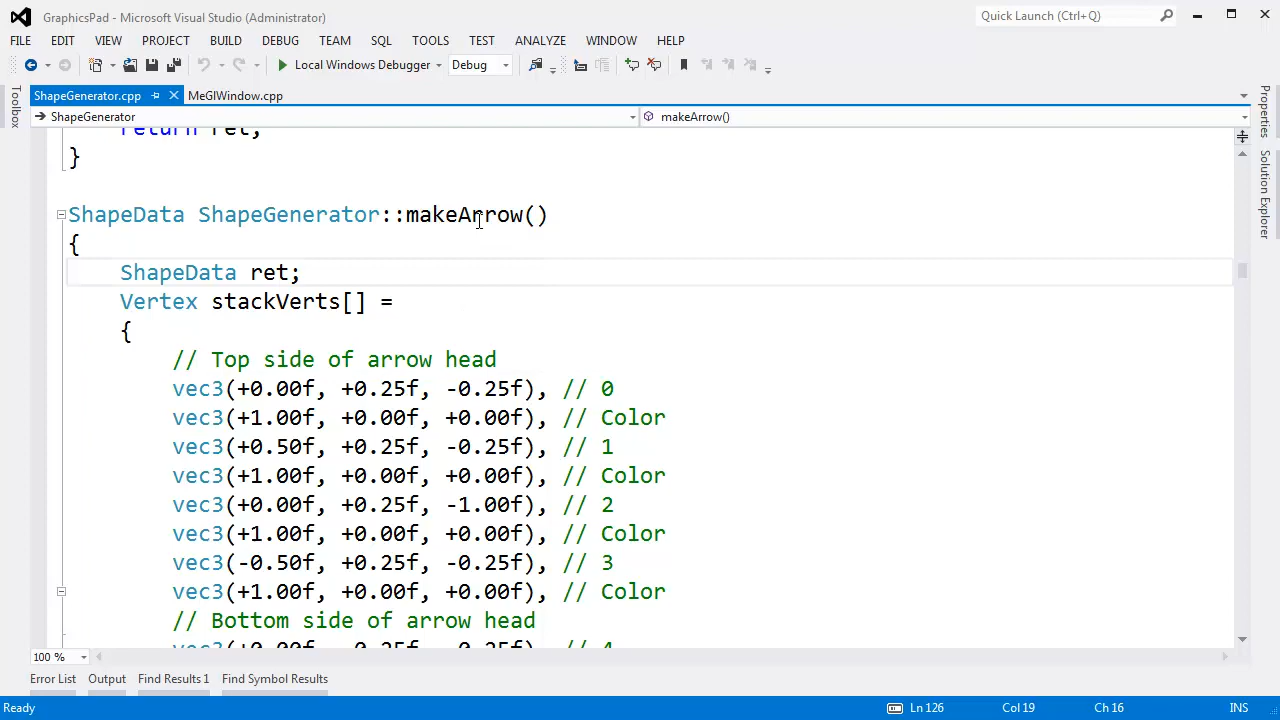 GraphicsPad - Microsoft Visual Studio (Administrator)
Quick Launch (Ctrl+Q)
FILE EDIT VIEW PROJECT BUILD DEBUG TEAM SQL TOOLS TEST ANALYZE WINDOW HELP
Local Windows Debugger Debug
ShapeGenerator.cpp MeGlWindow.cpp
ShapeGenerator makeArrow()
Toolbox
Properties
Solution Explorer
return ret;
}
ShapeData ShapeGenerator::makeArrow()
{
ShapeData ret;
Vertex stackVerts[] =
{
// Top side of arrow head
vec3(+0.00f, +0.25f, -0.25f), // 0
vec3(+1.00f, +0.00f, +0.00f), // Color
vec3(+0.50f, +0.25f, -0.25f), // 1
vec3(+1.00f, +0.00f, +0.00f), // Color
vec3(+0.00f, +0.25f, -1.00f), // 2
vec3(+1.00f, +0.00f, +0.00f), // Color
vec3(-0.50f, +0.25f, -0.25f), // 3
vec3(+1.00f, +0.00f, +0.00f), // Color
// Bottom side of arrow head
100 %
Error List Output Find Results 1 Find Symbol Results
Ready Ln 126 Col 19 Ch 16 INS